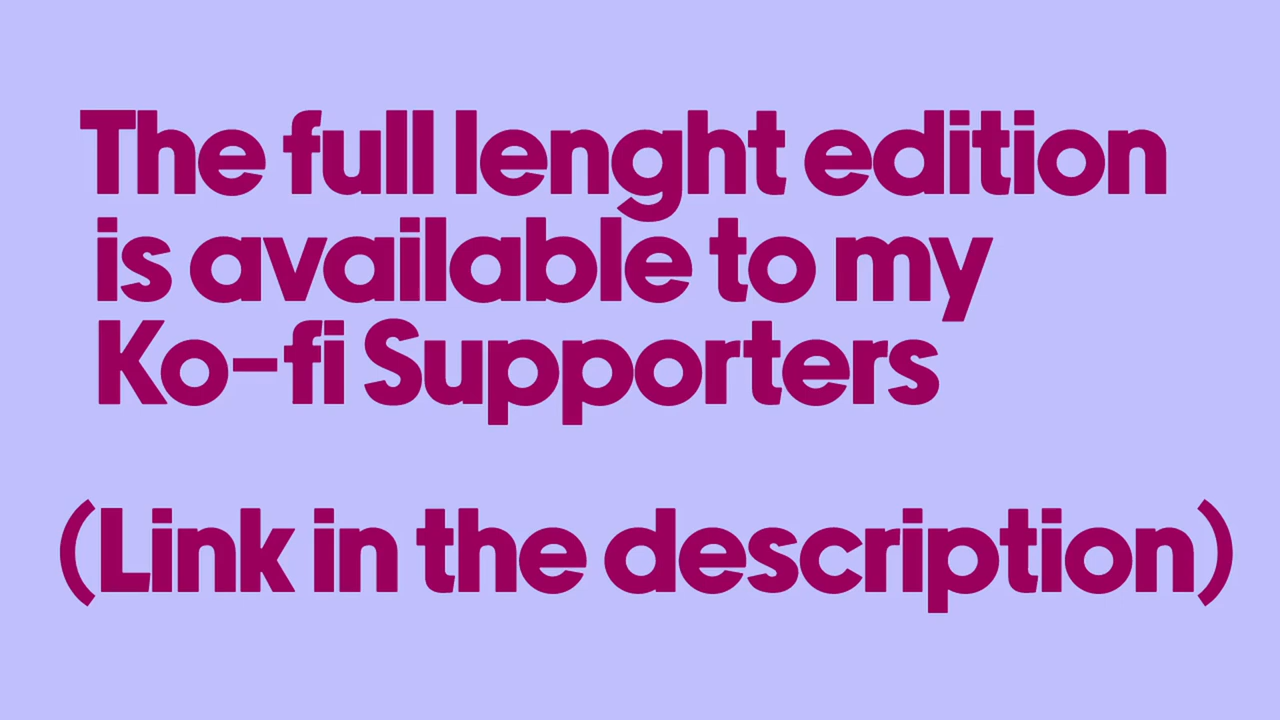 The full lenght edition
is available to my
Ko-fi Supporters
(Link in the description)